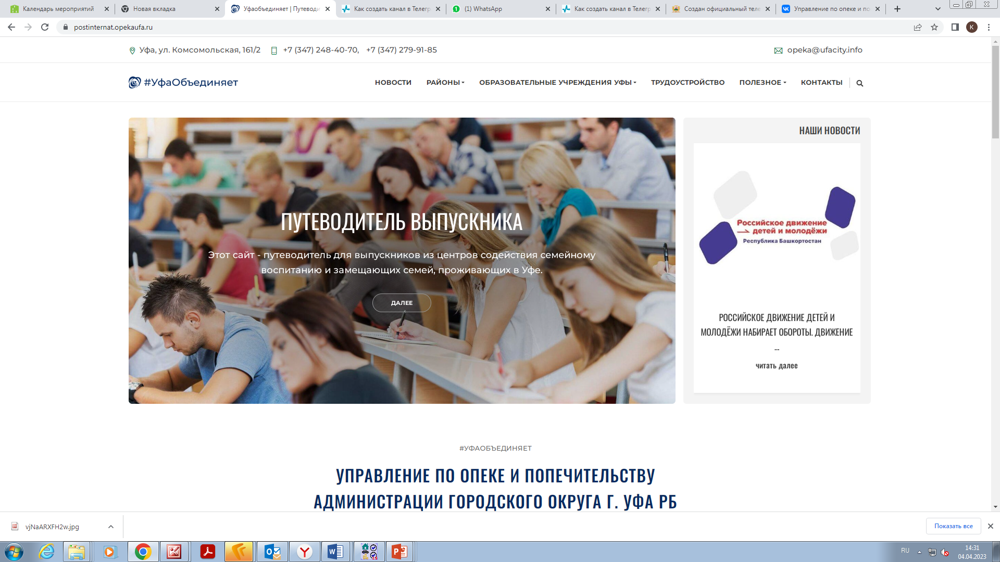 Календарь мероприятий
Новая вкладка
Уфаобъединяет | Путеводи
Как создать канал в Телегр
(1) WhatsApp
Как создать канал в Телегр
Создан официальный теле
Управление по опеке и по
postinternat.opekaufa.ru
K
Уфа, ул. Комсомольская, 161/2
+7 (347) 248-40-70, +7 (347) 279-91-85
opeka@ufacity.info
#УфаОбъединяет
НОВОСТИ
РАЙОНЫ
ОБРАЗОВАТЕЛЬНЫЕ УЧРЕЖДЕНИЯ УФЫ
ТРУДОУСТРОЙСТВО
ПОЛЕЗНОЕ
КОНТАКТЫ
ПУТЕВОДИТЕЛЬ ВЫПУСКНИКА
Этот сайт - путеводитель для выпускников из центров содействия семейному
воспитанию и замещающих семей, проживающих в Уфе.
ДАЛЕЕ
НАШИ НОВОСТИ
Российское движение
детей и молодёжи
Республика Башкортостан
РОССИЙСКОЕ ДВИЖЕНИЕ ДЕТЕЙ И
МОЛОДЁЖИ НАБИРАЕТ ОБОРОТЫ. ДВИЖЕНИЕ
...
читать далее
#УФАОБЪЕДИНЯЕТ
УПРАВЛЕНИЕ ПО ОПЕКЕ И ПОПЕЧИТЕЛЬСТВУ
АДМИНИСТРАЦИИ ГОРОДСКОГО ОКРУГА Г. УФА РБ
vjNaARXFH2w.jpg
Показать все
RU
14:31
04.04.2023